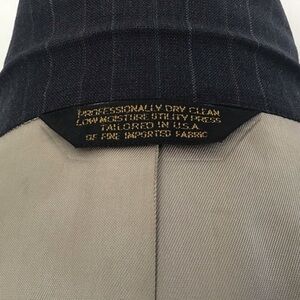 PROFESSIONALLY DRY CLEAN
LOW MOISTURE UTILITY PRESS
TAILORED IN U.S.A
OF FINE IMPORTED FABRIC